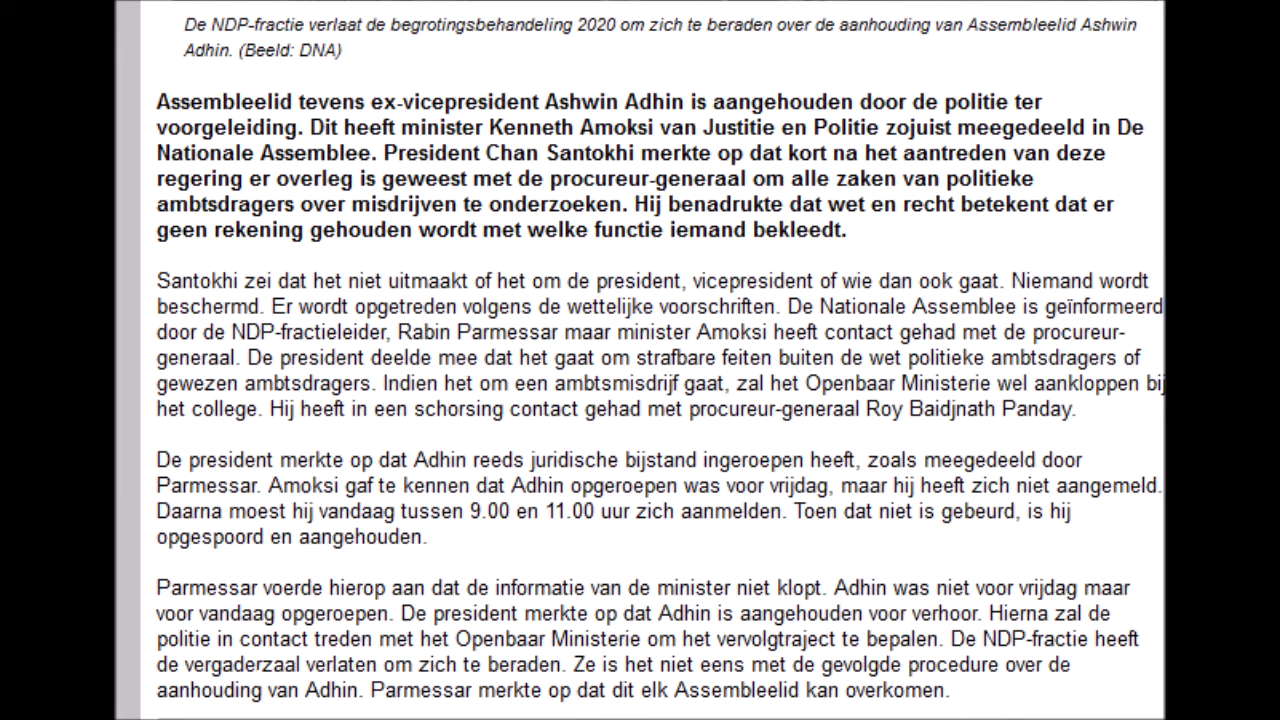 De NDP-fractie verlaat de begrotingsbehandeling 2020 om zich te beraden over de aanhouding van Assembleelid Ashwin
Adhin. (Beeld: DNA)
Assembleelid tevens ex-vicepresident Ashwin Adhin is aangehouden door de politie ter
voorgeleiding. Dit heeft minister Kenneth Amoksi van Justitie en Politie zojuist meegedeeld in De
Nationale Assemblee. President Chan Santokhi merkte op dat kort na het aantreden van deze
regering er overleg is geweest met de procureur-generaal om alle zaken van politieke
ambtsdragers over misdrijven te onderzoeken. Hij benadrukte dat wet en recht betekent dat er
geen rekening gehouden wordt met welke functie iemand bekleedt.
Santokhi zei dat het niet uitmaakt of het om de president, vicepresident of wie dan ook gaat. Niemand wordt
beschermd. Er wordt opgetreden volgens de wettelijke voorschriften. De Nationale Assemblee is geïnformeerd
door de NDP-fractieleider, Rabin Parmessar maar minister Amoksi heeft contact gehad met de procureur-
generaal. De president deelde mee dat het gaat om strafbare feiten buiten de wet politieke ambtsdragers of
gewezen ambtsdragers. Indien het om een ambtsmisdrijf gaat, zal het Openbaar Ministerie wel aankloppen bij
het college. Hij heeft in een schorsing contact gehad met procureur-generaal Roy Baidjnath Panday.
De president merkte op dat Adhin reeds juridische bijstand ingeroepen heeft, zoals meegedeeld door
Parmessar. Amoksi gaf te kennen dat Adhin opgeroepen was voor vrijdag, maar hij heeft zich niet aangemeld.
Daarna moest hij vandaag tussen 9.00 en 11.00 uur zich aanmelden. Toen dat niet is gebeurd, is hij
opgespoord en aangehouden.
Parmessar voerde hierop aan dat de informatie van de minister niet klopt. Adhin was niet voor vrijdag maar
voor vandaag opgeroepen. De president merkte op dat Adhin is aangehouden voor verhoor. Hierna zal de
politie in contact treden met het Openbaar Ministerie om het vervolgtraject te bepalen. De NDP-fractie heeft
de vergaderzaal verlaten om zich te beraden. Ze is het niet eens met de gevolgde procedure over de
aanhouding van Adhin. Parmessar merkte op dat dit elk Assembleelid kan overkomen.